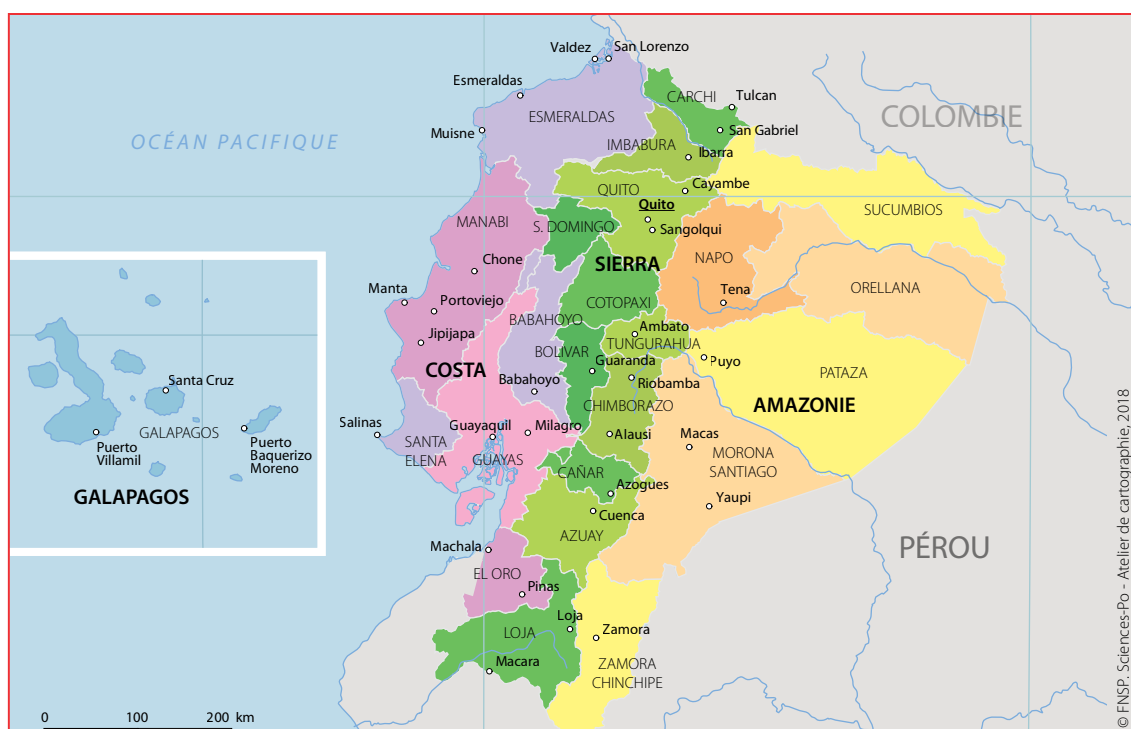 Valdez
San Lorenzo
Esmeraldas
CARCHI
Tulcan
ESMERALDAS
COLOMBIE
Muisne
San Gabriel
OCÉAN PACIFIQUE
IMBABURA
Ibarra
QUITO
Cayambe
Quito
SUCUMBIOS
MANABI
S. DOMINGO
Sangolqui
Chone
SIERRA
NAPO
Manta
Portoviejo
COTOPAXI
Tena
ORELLANA
BABAHOYO
Ambato
Jipijapa
TUNGURAHUA
BOLIVAR
Guaranda
Puyo
COSTA
PATAZA
Babahoyo
Riobamba
CHIMBORAZO
AMAZONIE
Santa Cruz
GALAPAGOS
Puerto
Villamil
Puerto
Baquerizo
Moreno
GALAPAGOS
Salinas
Guayaquil
Milagro
Alausi
Macas
SANTA
ELENA
GUAYAS
MORONA
SANTIAGO
CAÑAR
Azogues
Yaupi
Cuenca
AZUAY
Machala
PÉROU
EL ORO
Pinas
Loja
LOJA
Zamora
Macara
ZAMORA
CHINCHIPE
0 100 200 km
© FNSP. Sciences-Po - Atelier de cartographie, 2018